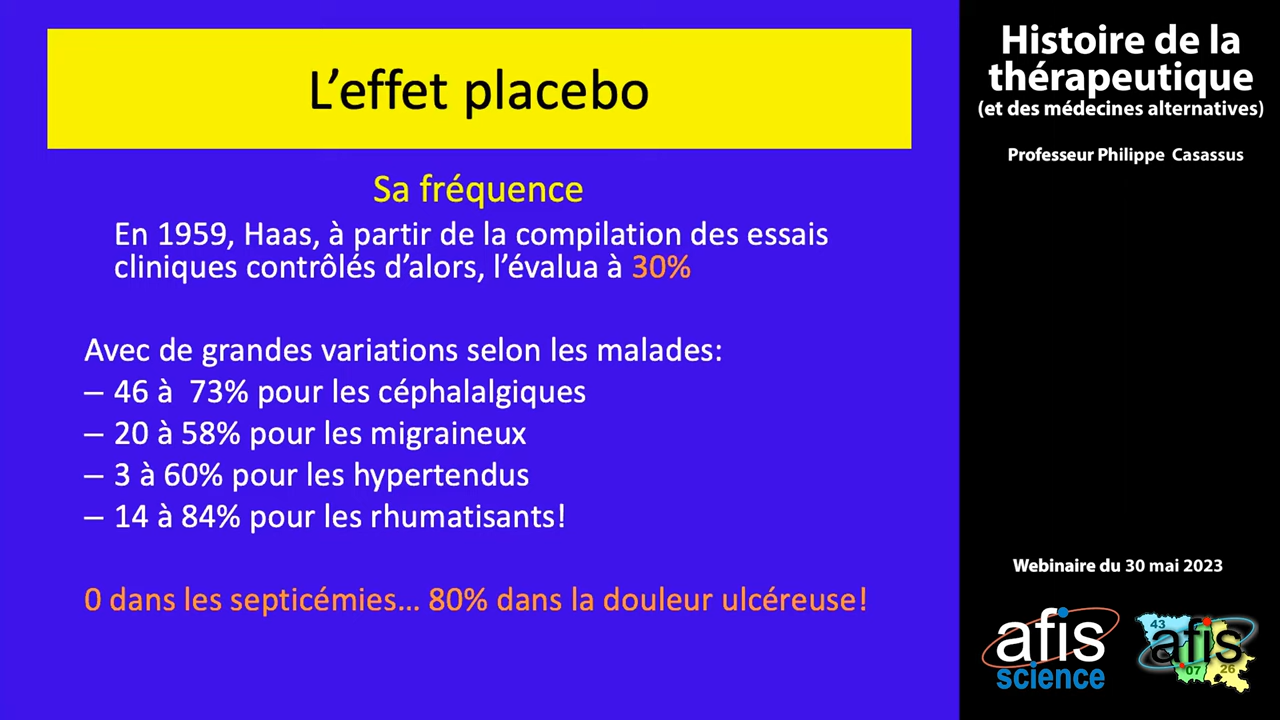 L'effet placebo
Sa fréquence
En 1959, Haas, à partir de la compilation des essais
cliniques contrôlés d'alors, l'évalua à 30%
Avec de grandes variations selon les malades:
– 46 à  73% pour les céphalalgiques
– 20 à 58% pour les migraineux
– 3 à 60% pour les hypertendus
– 14 à 84% pour les rhumatisants!
0 dans les septicémies... 80% dans la douleur ulcéreuse!
Histoire de la
thérapeutique
(et des médecines alternatives)
Professeur Philippe Casassus
Webinaire du 30 mai 2023
afis
science
43
afis
07
26